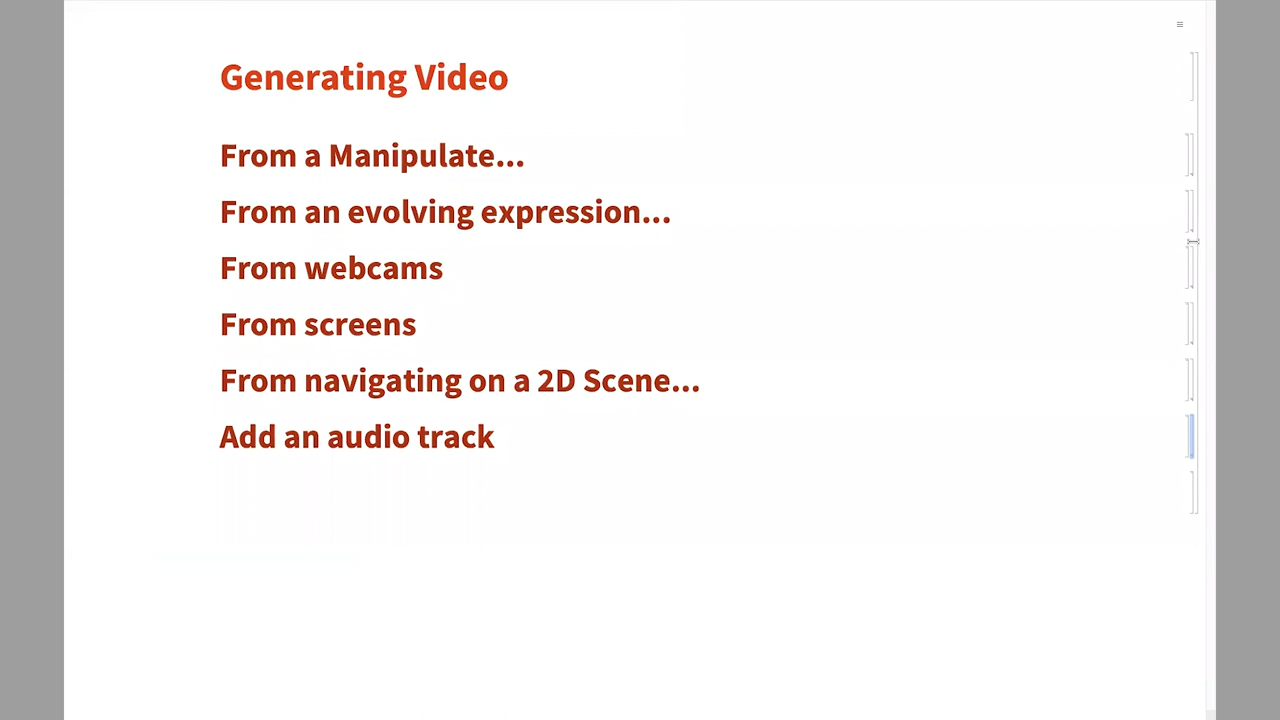 Generating Video
From a Manipulate...
From an evolving expression...
From webcams
From screens
From navigating on a 2D Scene...
Add an audio track